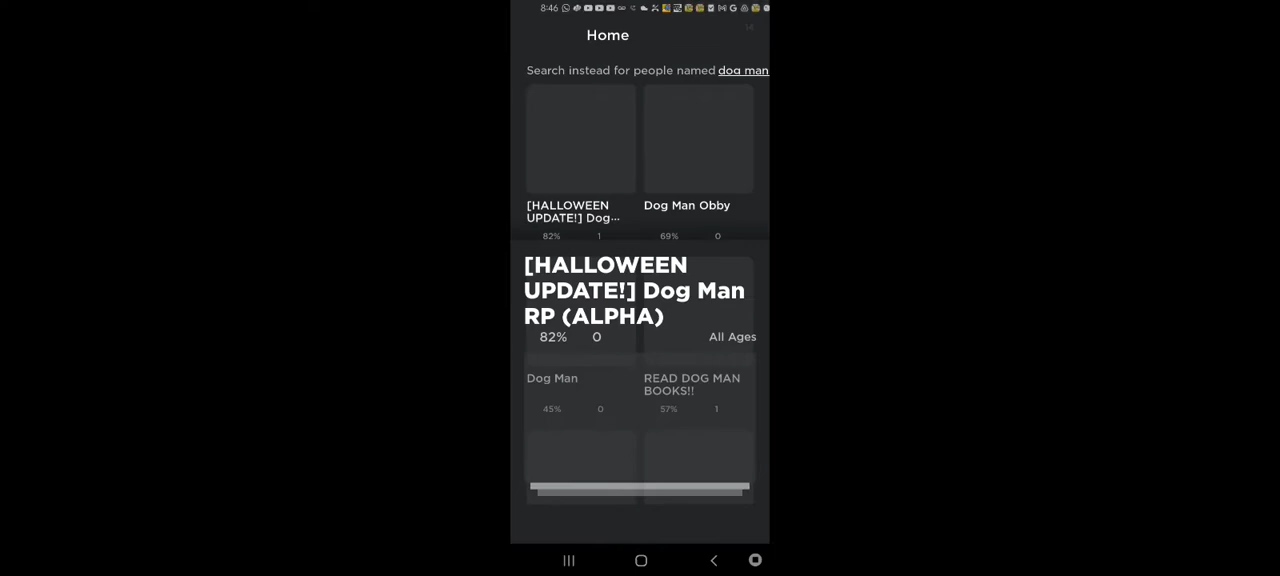 8:46
Home
14
Search instead for people named dog man
[HALLOWEEN
UPDATE!] Dog...
Dog Man Obby
82% 1
69% 0
[HALLOWEEN
UPDATE!] Dog Man
RP (ALPHA)
82% 0
All Ages
Dog Man
READ DOG MAN
BOOKS!!
45% 0
57% 1